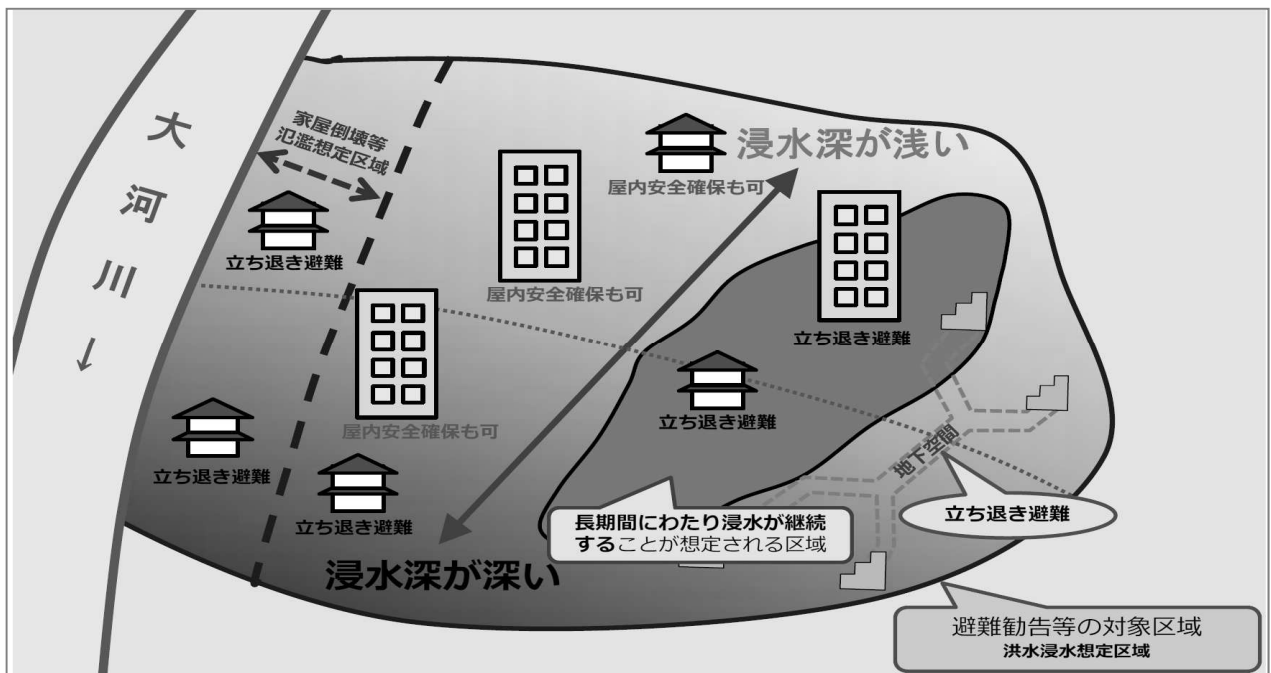 大河川
↓
家屋倒壊等
氾濫想定区域
立ち退き避難
屋内安全確保も可
屋内安全確保も可
浸水深が浅い
立ち退き避難
屋内安全確保も可
立ち退き避難
立ち退き避難
立ち退き避難
地下空間
立ち退き避難
長期間にわたり浸水が継続
することが想定される区域
浸水深が深い
避難勧告等の対象区域
洪水浸水想定区域